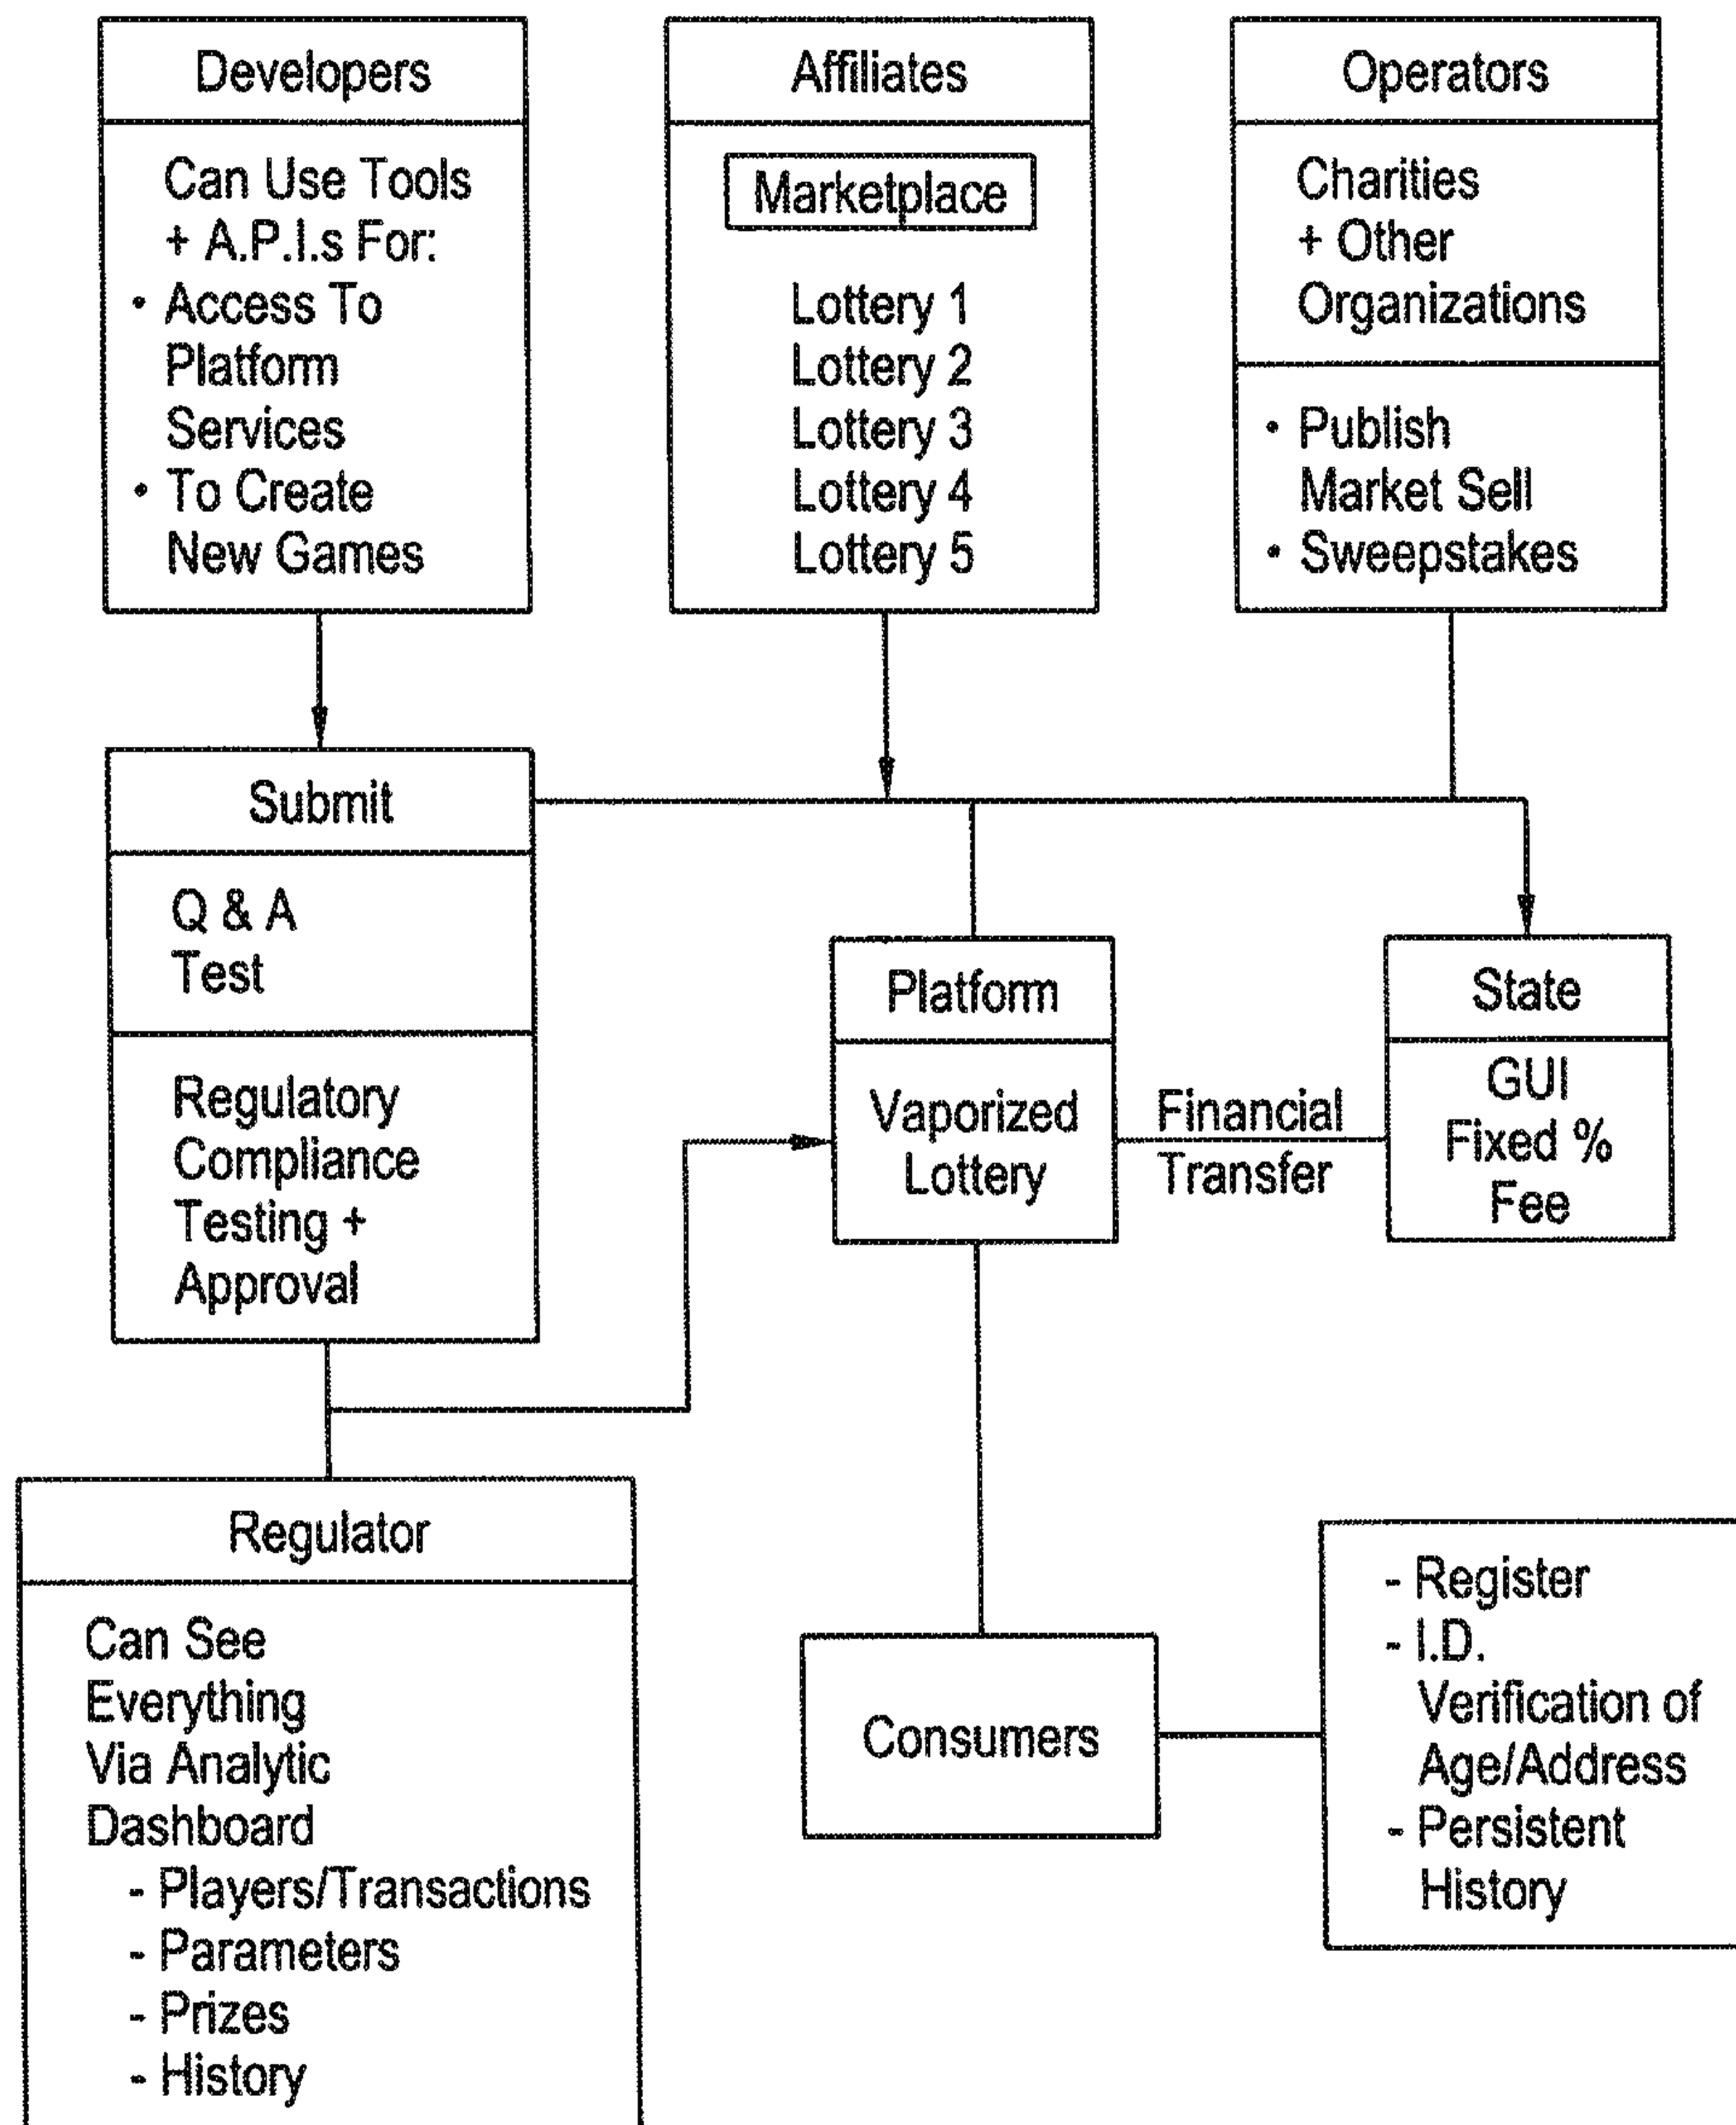 Developers
Can Use Tools
+ A.P.I.s For:
• Access To
Platform
Services
• To Create
New Games
Affiliates
Marketplace
Lottery 1
Lottery 2
Lottery 3
Lottery 4
Lottery 5
Operators
Charities
+ Other
Organizations
• Publish
Market Sell
• Sweepstakes
Submit
Q & A
Test
Regulatory
Compliance
Testing +
Approval
Platform
Vaporized
Lottery
Financial
Transfer
State
GUI
Fixed %
Fee
Regulator
Can See
Everything
Via Analytic
Dashboard
- Players/Transactions
- Parameters
- Prizes
- History
Consumers
- Register
- I.D.
Verification of
Age/Address
- Persistent
History